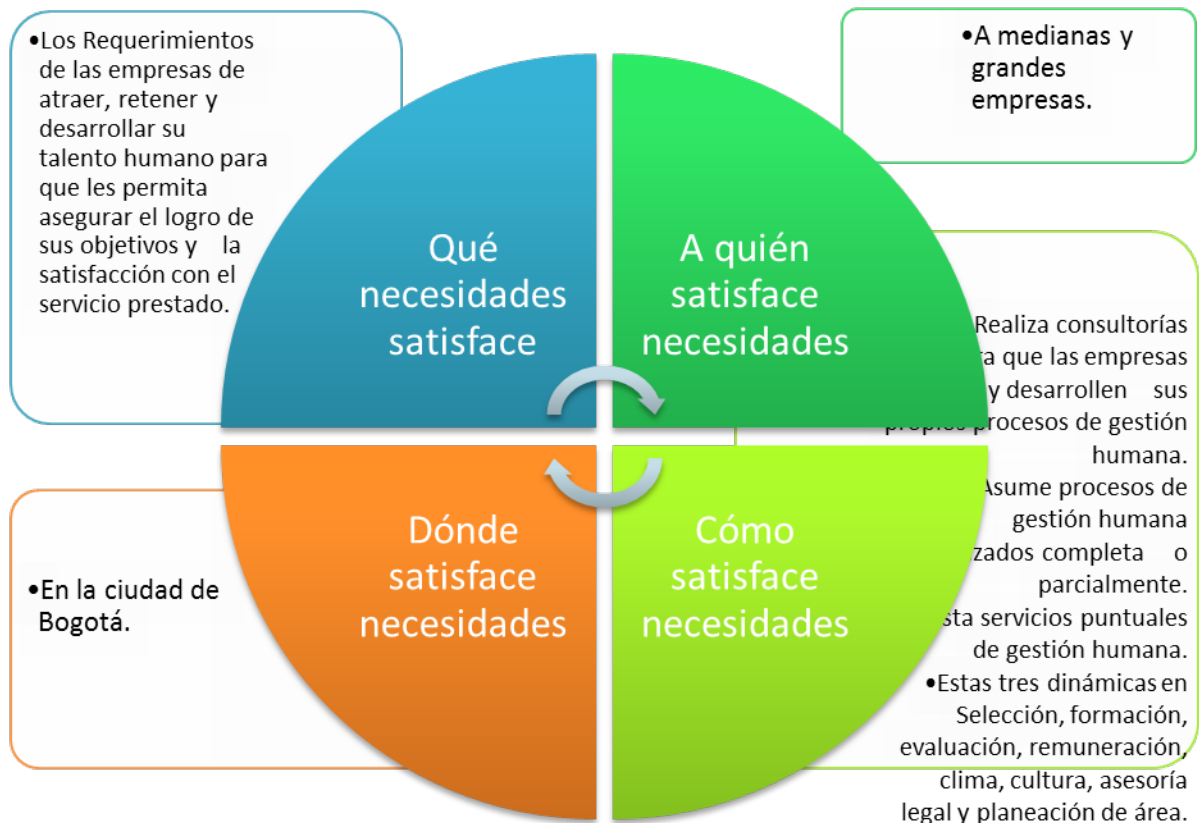 •Los Requerimientos
de las empresas de
atraer, retener y
desarrollar su
talento humano para
que les permita
asegurar el logro de
sus objetivos y la
satisfacción con el
servicio prestado.
•A medianas y
grandes
empresas.
Qué
necesidades
satisface
A quién
satisface
necesidades
Dónde
satisface
necesidades
Cómo
satisface
necesidades
•En la ciudad de
Bogotá.
Realiza consultorías
que las empresas
y desarrollen sus
propios procesos de gestión
humana.
Asume procesos de
gestión humana
completa o
parcialmente.
servicios puntuales
de gestión humana.
•Estas tres dinámicas en
Selección, formación,
evaluación, remuneración,
clima, cultura, asesoría
legal y planeación de área.